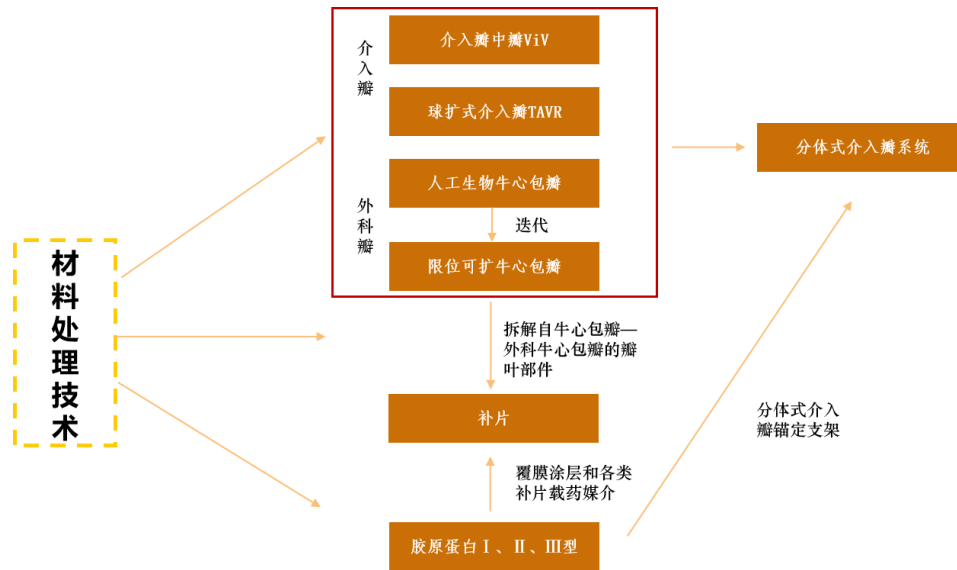 介入瓣中瓣ViV
介
入
瓣
球扩式介入瓣TAVR
分体式介入瓣系统
人工生物牛心包瓣
外
科
瓣
迭代
限位可扩牛心包瓣
材
料
处
理
技
术
拆解自牛心包瓣—
外科牛心包瓣的瓣
叶部件
补片
分体式介入
瓣锚定支架
覆膜涂层和各类
补片载药媒介
胶原蛋白Ⅰ、Ⅱ、Ⅲ型